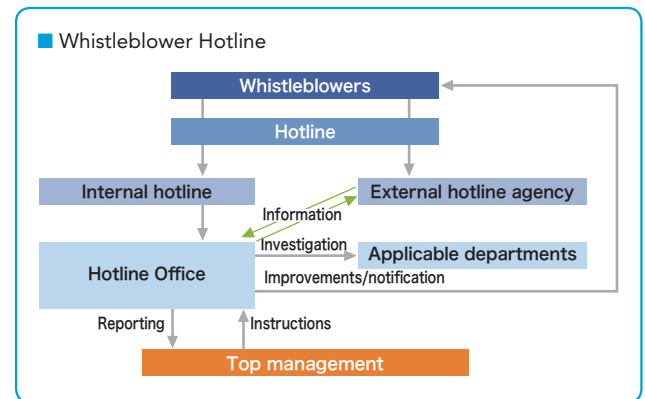 Whistleblower Hotline
Whistleblowers
Hotline
Internal hotline
External hotline agency
Information
Investigation
Applicable departments
Hotline Office
Improvements/notification
Reporting
Instructions
Top management